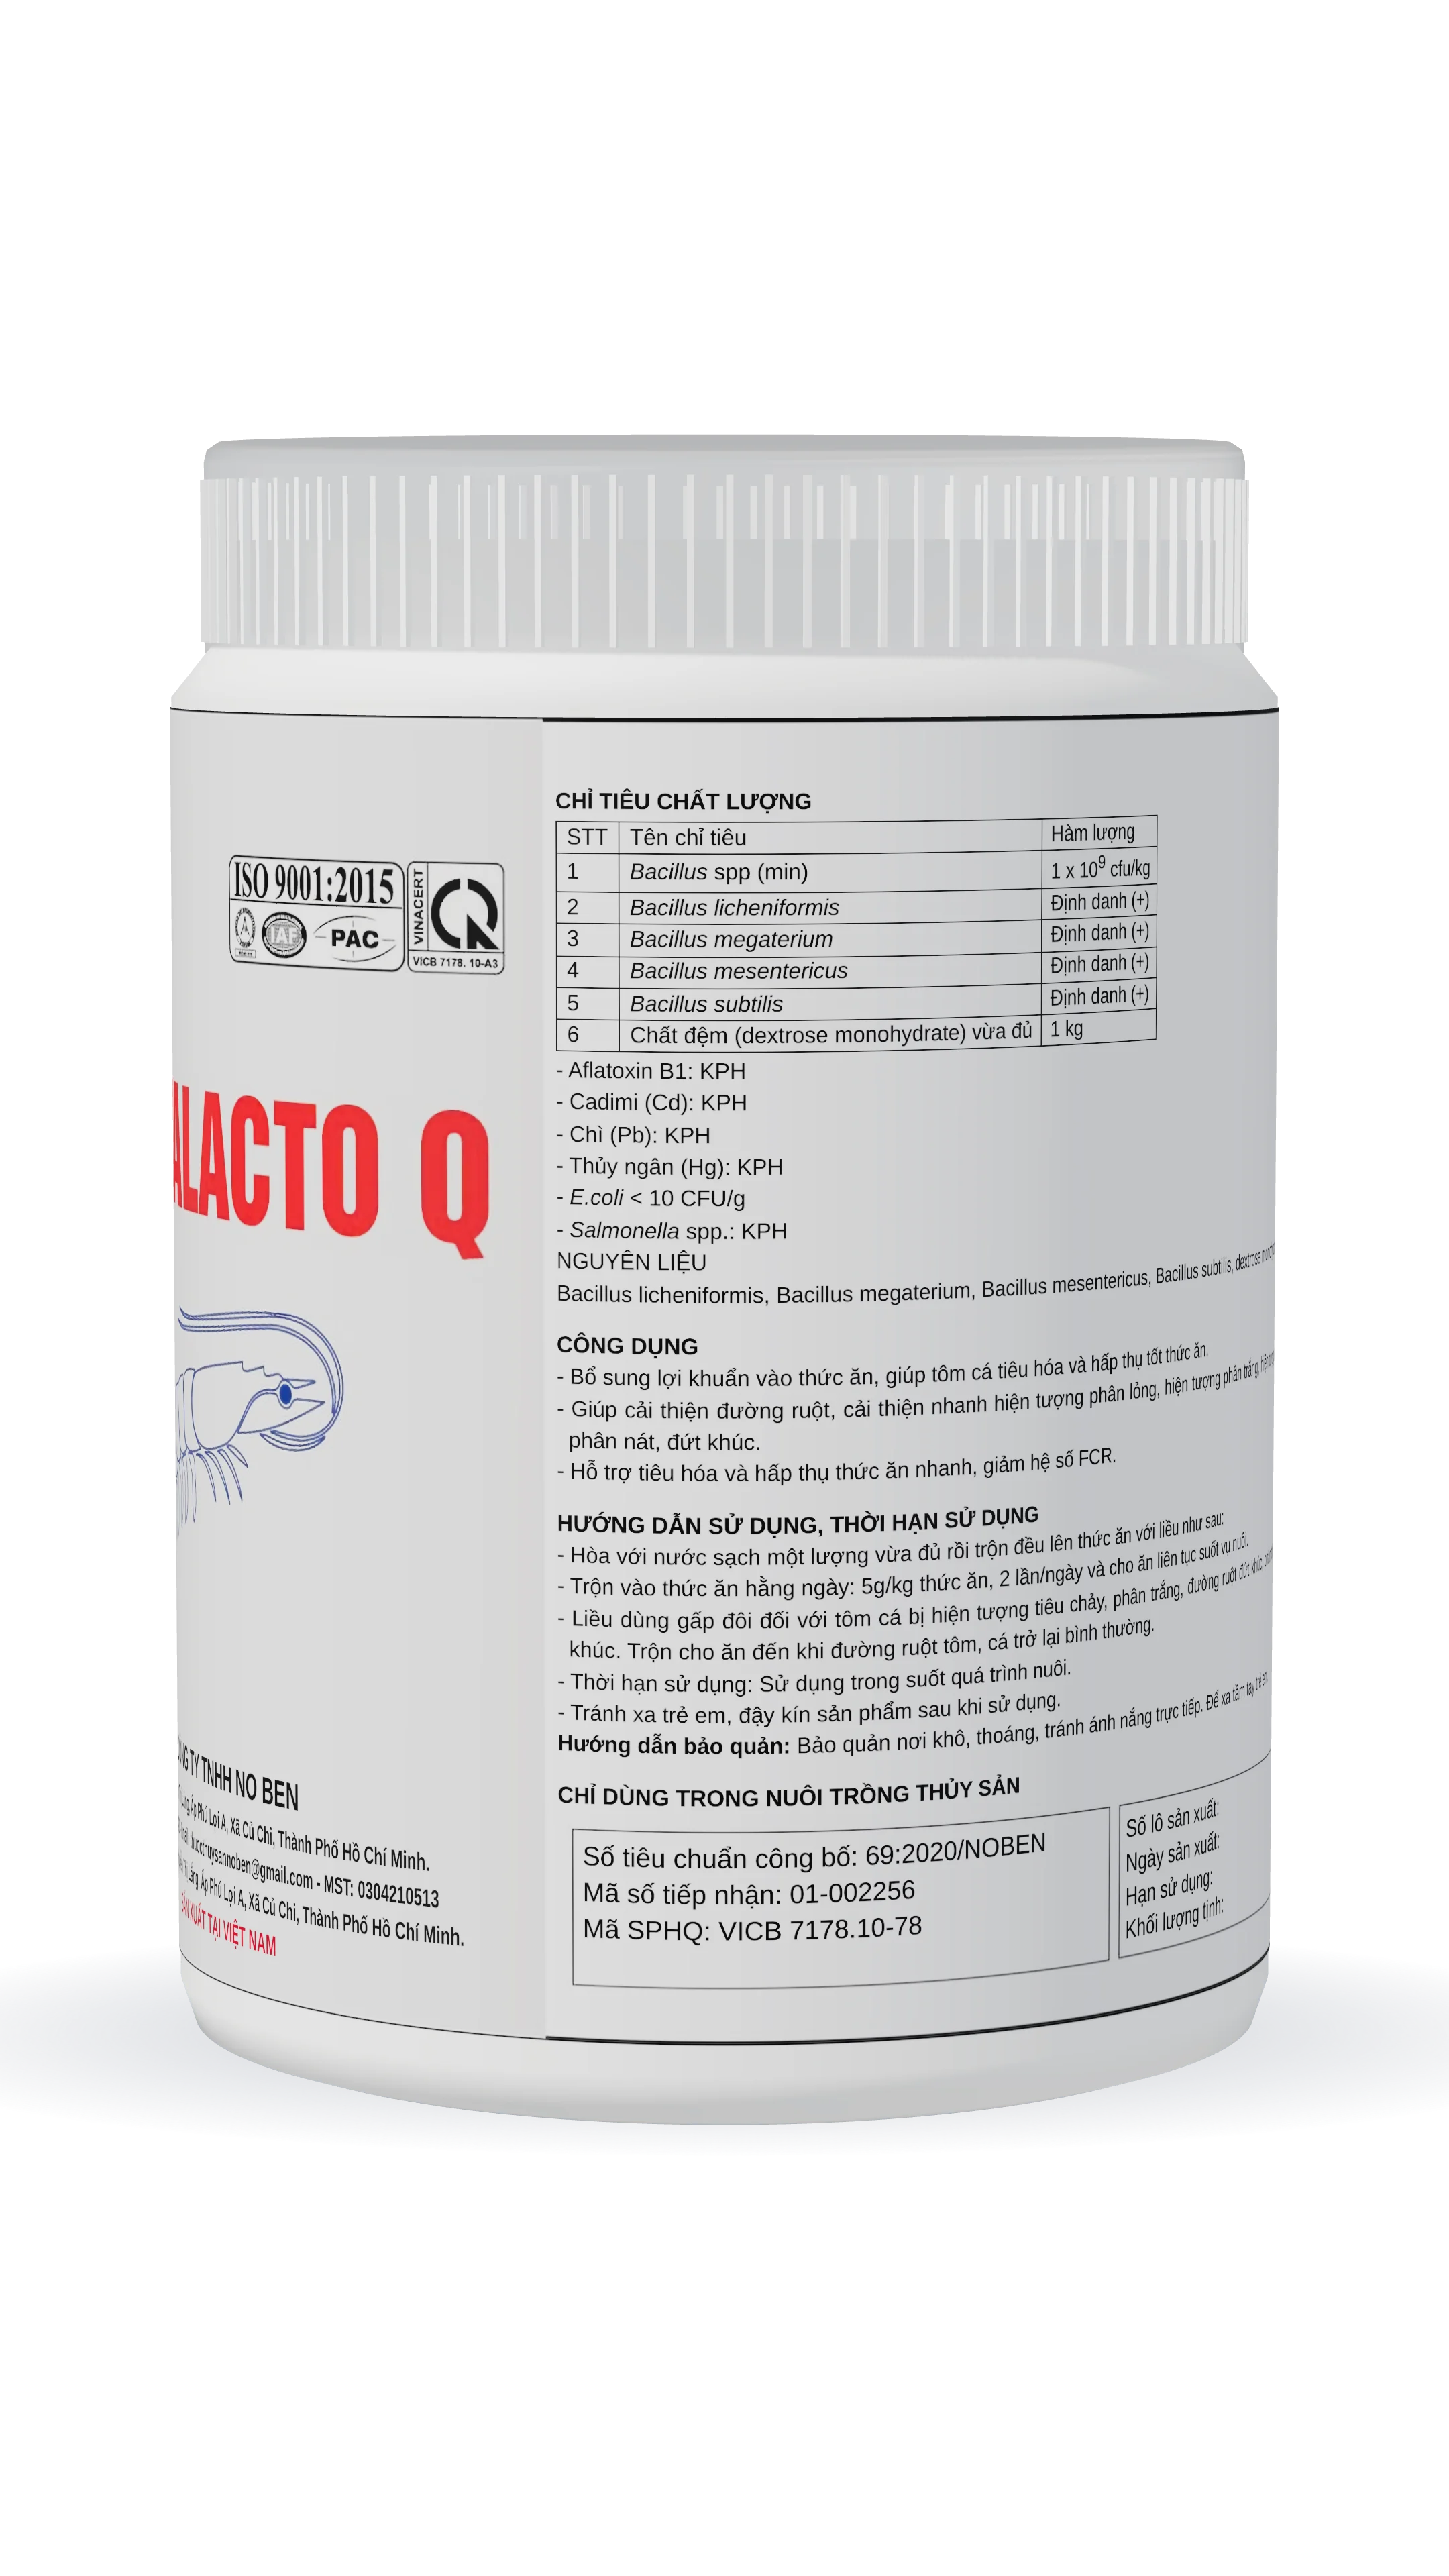 ISO 9001:2015
IAF
PAC
VINACERT
VICB 7178. 10-A3
ALACTO Q
TY TNHH NO BEN
Ấp Phú Lợi A, Xã Củ Chi, Thành Phố Hồ Chí Minh.
thuocthuysannoben@gmail.com - MST: 0304210513
Ấp Phú Lợi A, Xã Củ Chi, Thành Phố Hồ Chí Minh.
XUẤT TẠI VIỆT NAM
CHỈ TIÊU CHẤT LƯỢNG
STT Tên chỉ tiêu Hàm lượng
1 Bacillus spp (min) 1 x 10⁹ cfu/kg
2 Bacillus licheniformis Định danh (+)
3 Bacillus megaterium Định danh (+)
4 Bacillus mesentericus Định danh (+)
5 Bacillus subtilis Định danh (+)
6 Chất đệm (dextrose monohydrate) vừa đủ 1 kg
- Aflatoxin B1: KPH
- Cadimi (Cd): KPH
- Chì (Pb): KPH
- Thủy ngân (Hg): KPH
- E.coli < 10 CFU/g
- Salmonella spp.: KPH
NGUYÊN LIỆU
Bacillus licheniformis, Bacillus megaterium, Bacillus mesentericus, Bacillus subtilis, dextrose
CÔNG DỤNG
- Bổ sung lợi khuẩn vào thức ăn, giúp tôm cá tiêu hóa và hấp thụ tốt thức ăn.
- Giúp cải thiện đường ruột, cải thiện nhanh hiện tượng phân lỏng, hiện tượng phân trắng,
phân nát, đứt khúc.
- Hỗ trợ tiêu hóa và hấp thụ thức ăn nhanh, giảm hệ số FCR.
HƯỚNG DẪN SỬ DỤNG, THỜI HẠN SỬ DỤNG
- Hòa với nước sạch một lượng vừa đủ rồi trộn đều lên thức ăn với liều như sau:
- Trộn vào thức ăn hằng ngày: 5g/kg thức ăn, 2 lần/ngày và cho ăn liên tục suốt vụ nuôi.
- Liều dùng gấp đôi đối với tôm cá bị hiện tượng tiêu chảy, phân trắng, đường ruột đứt khúc,
khúc. Trộn cho ăn đến khi đường ruột tôm, cá trở lại bình thường.
- Thời hạn sử dụng: Sử dụng trong suốt quá trình nuôi.
- Tránh xa trẻ em, đậy kín sản phẩm sau khi sử dụng.
Hướng dẫn bảo quản: Bảo quản nơi khô, thoáng, tránh ánh nắng trực tiếp. Để xa tầm tay trẻ em.
CHỈ DÙNG TRONG NUÔI TRỒNG THỦY SẢN
Số tiêu chuẩn công bố: 69:2020/NOBEN
Mã số tiếp nhận: 01-002256
Mã SPHQ: VICB 7178.10-78
Số lô sản xuất:
Ngày sản xuất:
Hạn sử dụng:
Khối lượng tịnh: